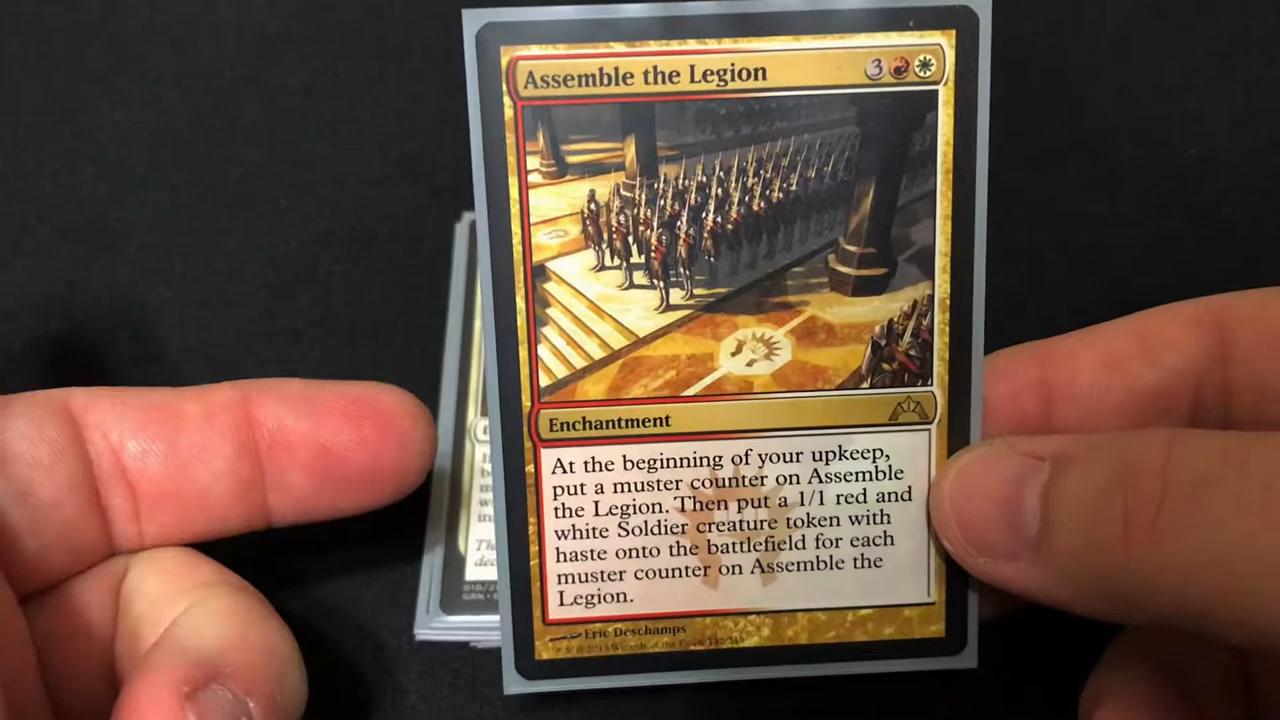 Assemble the Legion 3
Enchantment
At the beginning of your upkeep,
put a muster counter on Assemble
the Legion. Then put a 1/1 red and
white Soldier creature token with
haste onto the battlefield for each
muster counter on Assemble the
Legion.
Eric Deschamps
GRN